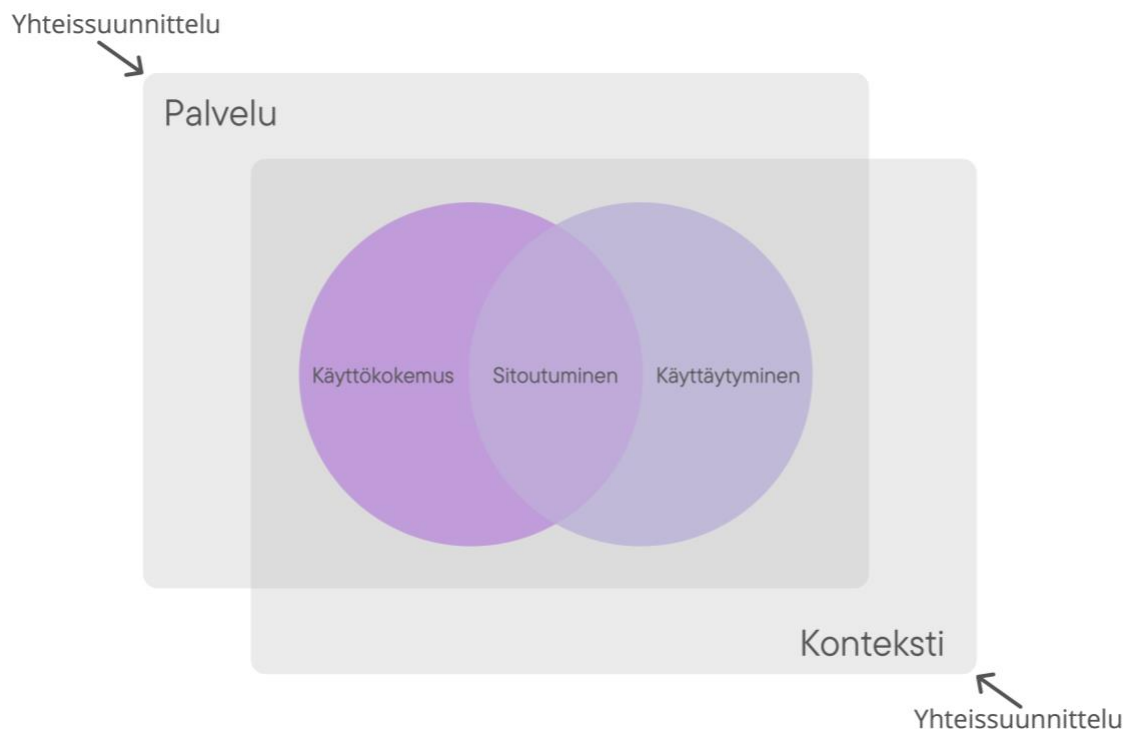 Yhteissuunnittelu
Palvelu
Käyttökokemus Sitoutuminen Käyttäytyminen
Konteksti
Yhteissuunnittelu